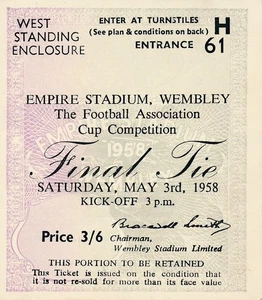 WEST
STANDING
ENCLOSURE
ENTER AT TURNSTILES
(See plan & conditions on back)
ENTRANCE
H
61
EMPIRE STADIUM, WEMBLEY
The Football Association
Cup Competition
1958
Final Tie
SATURDAY, MAY 3rd, 1958
KICK-OFF 3 p.m.
Price 3/6
Chairman,
Wembley Stadium Limited
THIS PORTION TO BE RETAINED
This Ticket is issued on the condition that
it is not re-sold for more than its face value